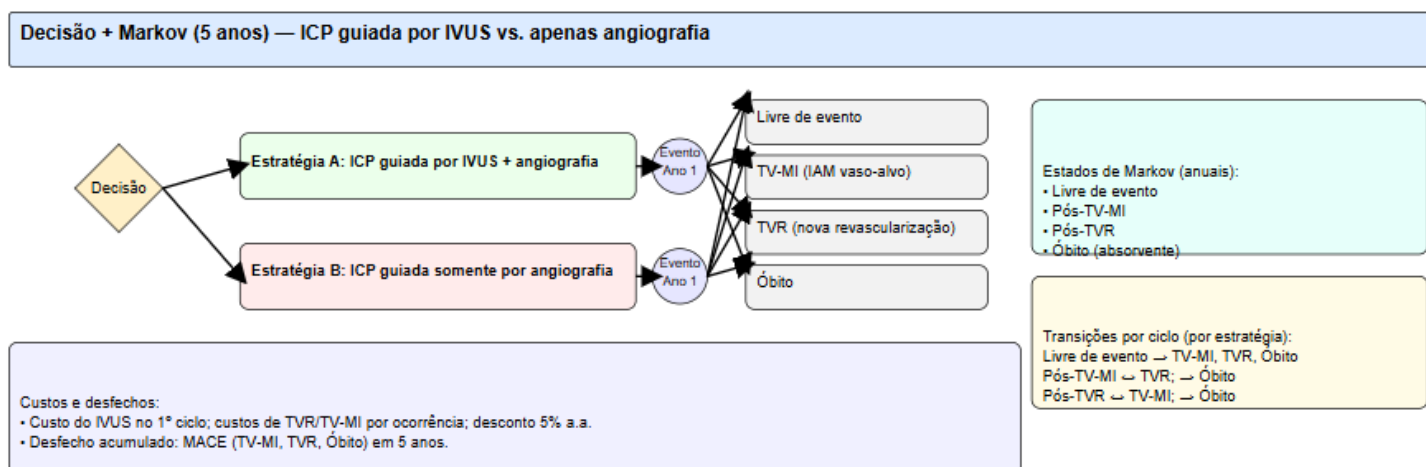 Decisão + Markov (5 anos) — ICP guiada por IVUS vs. apenas angiografia
Decisão
Estratégia A: ICP guiada por IVUS + angiografia
Evento
Ano 1
Estratégia B: ICP guiada somente por angiografia
Evento
Ano 1
Livre de evento
TV-MI (IAM vaso-alvo)
TVR (nova revascularização)
Óbito
Estados de Markov (anuais):
• Livre de evento
• Pós-TV-MI
• Pós-TVR
• Óbito (absorvente)
Transições por ciclo (por estratégia):
Livre de evento → TV-MI, TVR, Óbito
Pós-TV-MI ↔ TVR; → Óbito
Pós-TVR ↔ TV-MI; → Óbito
Custos e desfechos:
• Custo do IVUS no 1º ciclo; custos de TVR/TV-MI por ocorrência; desconto 5% a.a.
• Desfecho acumulado: MACE (TV-MI, TVR, Óbito) em 5 anos.